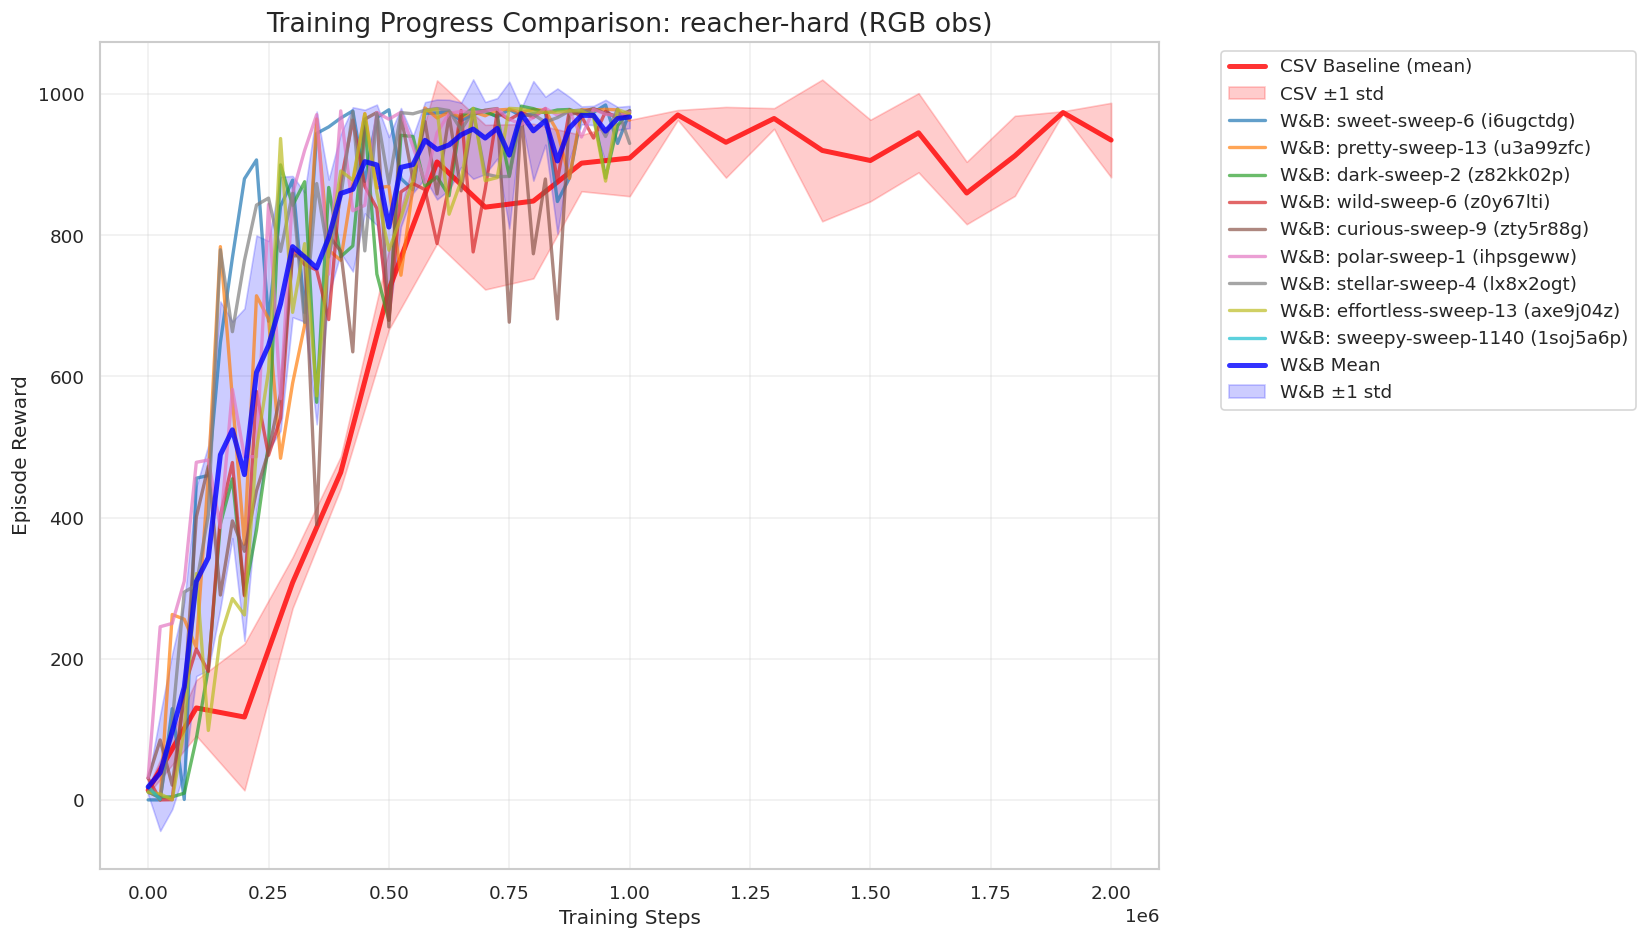 Training Progress Comparison: reacher-hard (RGB obs)
Episode Reward
1000
800
600
400
200
0
0.00 0.25 0.50 0.75 1.00 1.25 1.50 1.75 2.00
1e6
Training Steps
CSV Baseline (mean)
CSV ±1 std
W&B: sweet-sweep-6 (i6ugctdg)
W&B: pretty-sweep-13 (u3a99zfc)
W&B: dark-sweep-2 (z82kk02p)
W&B: wild-sweep-6 (z0y67lti)
W&B: curious-sweep-9 (zty5r88g)
W&B: polar-sweep-1 (ihpsgeww)
W&B: stellar-sweep-4 (lx8x2ogt)
W&B: effortless-sweep-13 (axe9j04z)
W&B: sweepy-sweep-1140 (1soj5a6p)
W&B Mean
W&B ±1 std